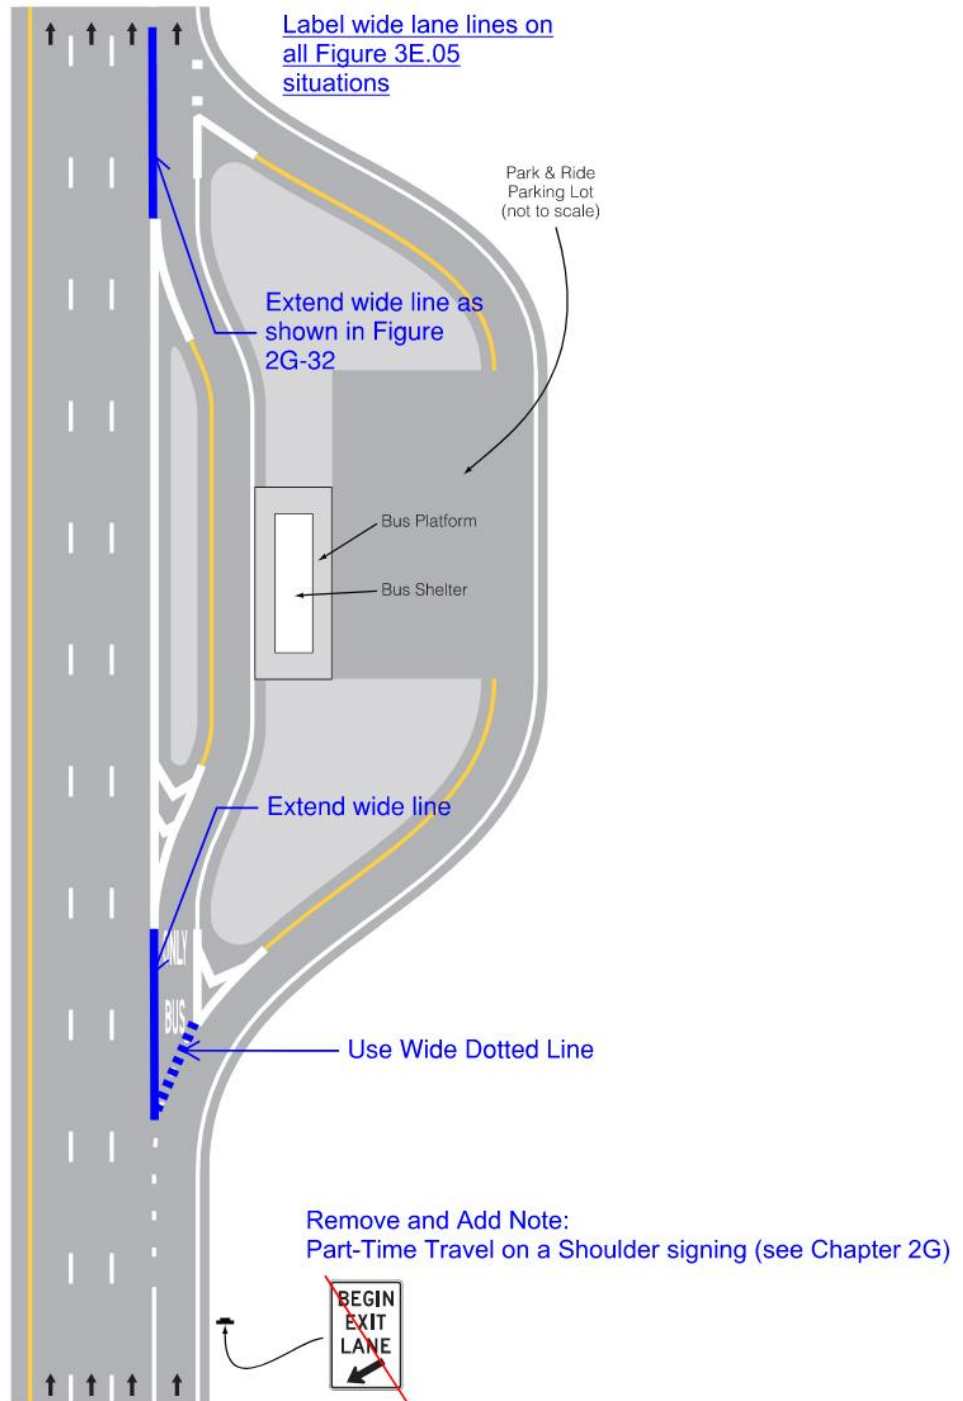 Label wide lane lines on
all Figure 3E.05
situations
Park & Ride
Parking Lot
(not to scale)
Extend wide line as
shown in Figure
2G-32
Bus Platform
Bus Shelter
Extend wide line
ONLY
BUS
Use Wide Dotted Line
Remove and Add Note:
Part-Time Travel on a Shoulder signing (see Chapter 2G)
BEGIN
EXIT
LANE